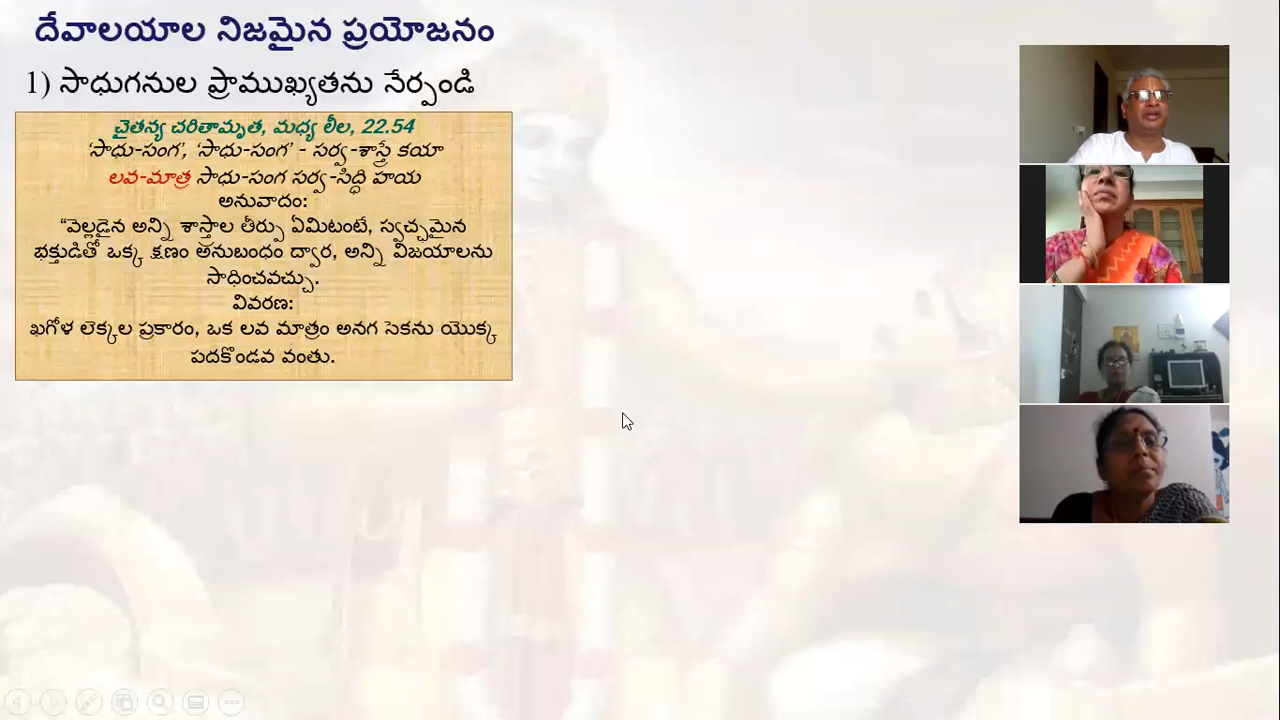 దేవాలయాల నిజమైన ప్రయోజనం
1) సాధుగనుల ప్రాముఖ్యతను నేర్పండి
చైతన్య చరితామృత, మధ్య లీల, 22.54
‘సాధు-సంగ’, ‘సాధు-సంగ’ - సర్వ-శాస్త్రే కయా
లవ-మాత్ర సాధు-సంగ సర్వ-సిద్ధి హయ
అనువాదం:
“వెల్లడైన అన్ని శాస్త్రాల తీర్పు ఏమిటంటే, స్వచ్ఛమైన
భక్తుడితో ఒక్క క్షణం అనుబంధం ద్వార, అన్ని విజయాలను
సాధించవచ్చు.
వివరణ:
ఖగోళ లెక్కల ప్రకారం, ఒక లవ మాత్రం అనగ సెకను యొక్క
పదకొండవ వంతు.